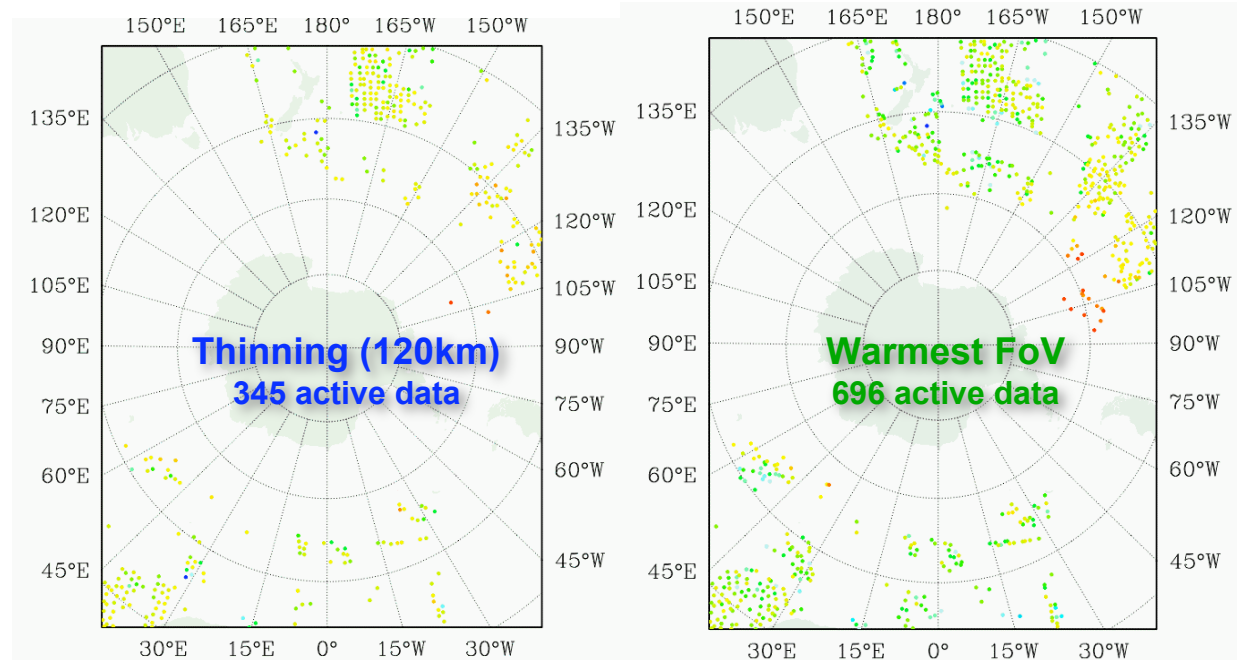 150°E 165°E 180° 165°W 150°W
135°E
135°W
120°E
120°W
105°E
105°W
90°E
90°W
75°E
75°W
60°E
60°W
45°E
45°W
30°E 15°E 0° 15°W 30°W
Thinning (120km)
345 active data
150°E 165°E 180° 165°W 150°W
135°E
135°W
120°E
120°W
105°E
105°W
90°E
90°W
75°E
75°W
60°E
60°W
45°E
45°W
30°E 15°E 0° 15°W 30°W
Warmest FoV
696 active data